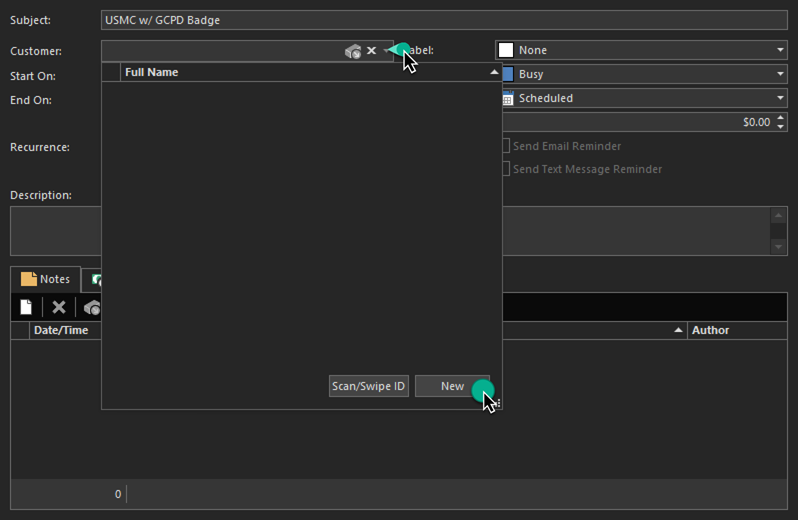 Subject: USMC w/ GCPD Badge
Customer: Label: None
Full Name
Start On: Busy
End On: Scheduled
$0.00
Recurrence: Send Email Reminder
Send Text Message Reminder
Description:
Notes
Date/Time Author
Scan/Swipe ID New
0